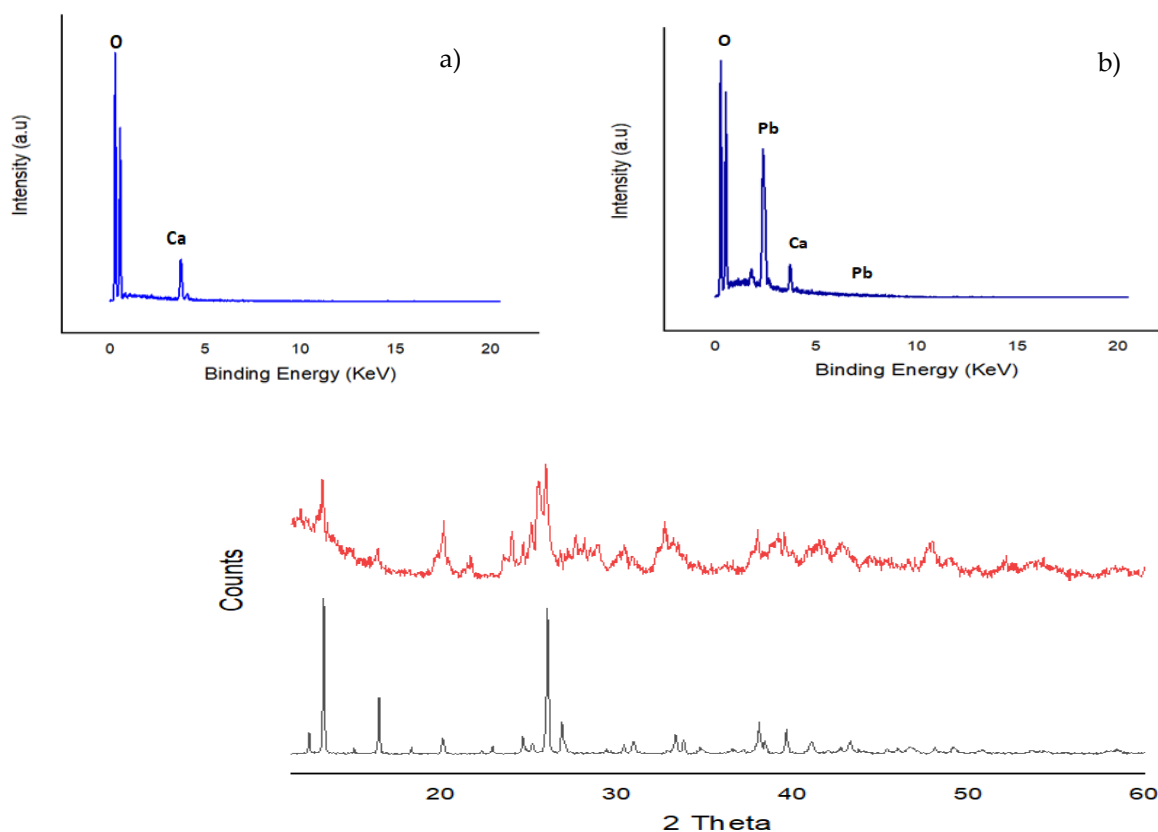 O
a)
Ca
Intensity (a.u)
0 5 10 15 20
Binding Energy (KeV)
O
b)
Pb
Ca
Pb
Intensity (a.u)
0 5 10 15 20
Binding Energy (KeV)
Counts
20 30 40 50 60
2 Theta